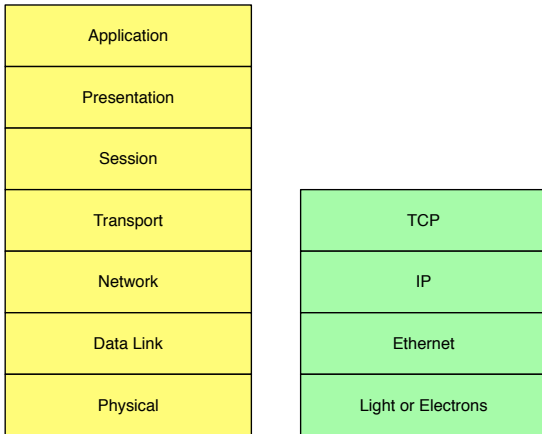 Application
Presentation
Session
Transport
TCP
Network
IP
Data Link
Ethernet
Physical
Light or Electrons